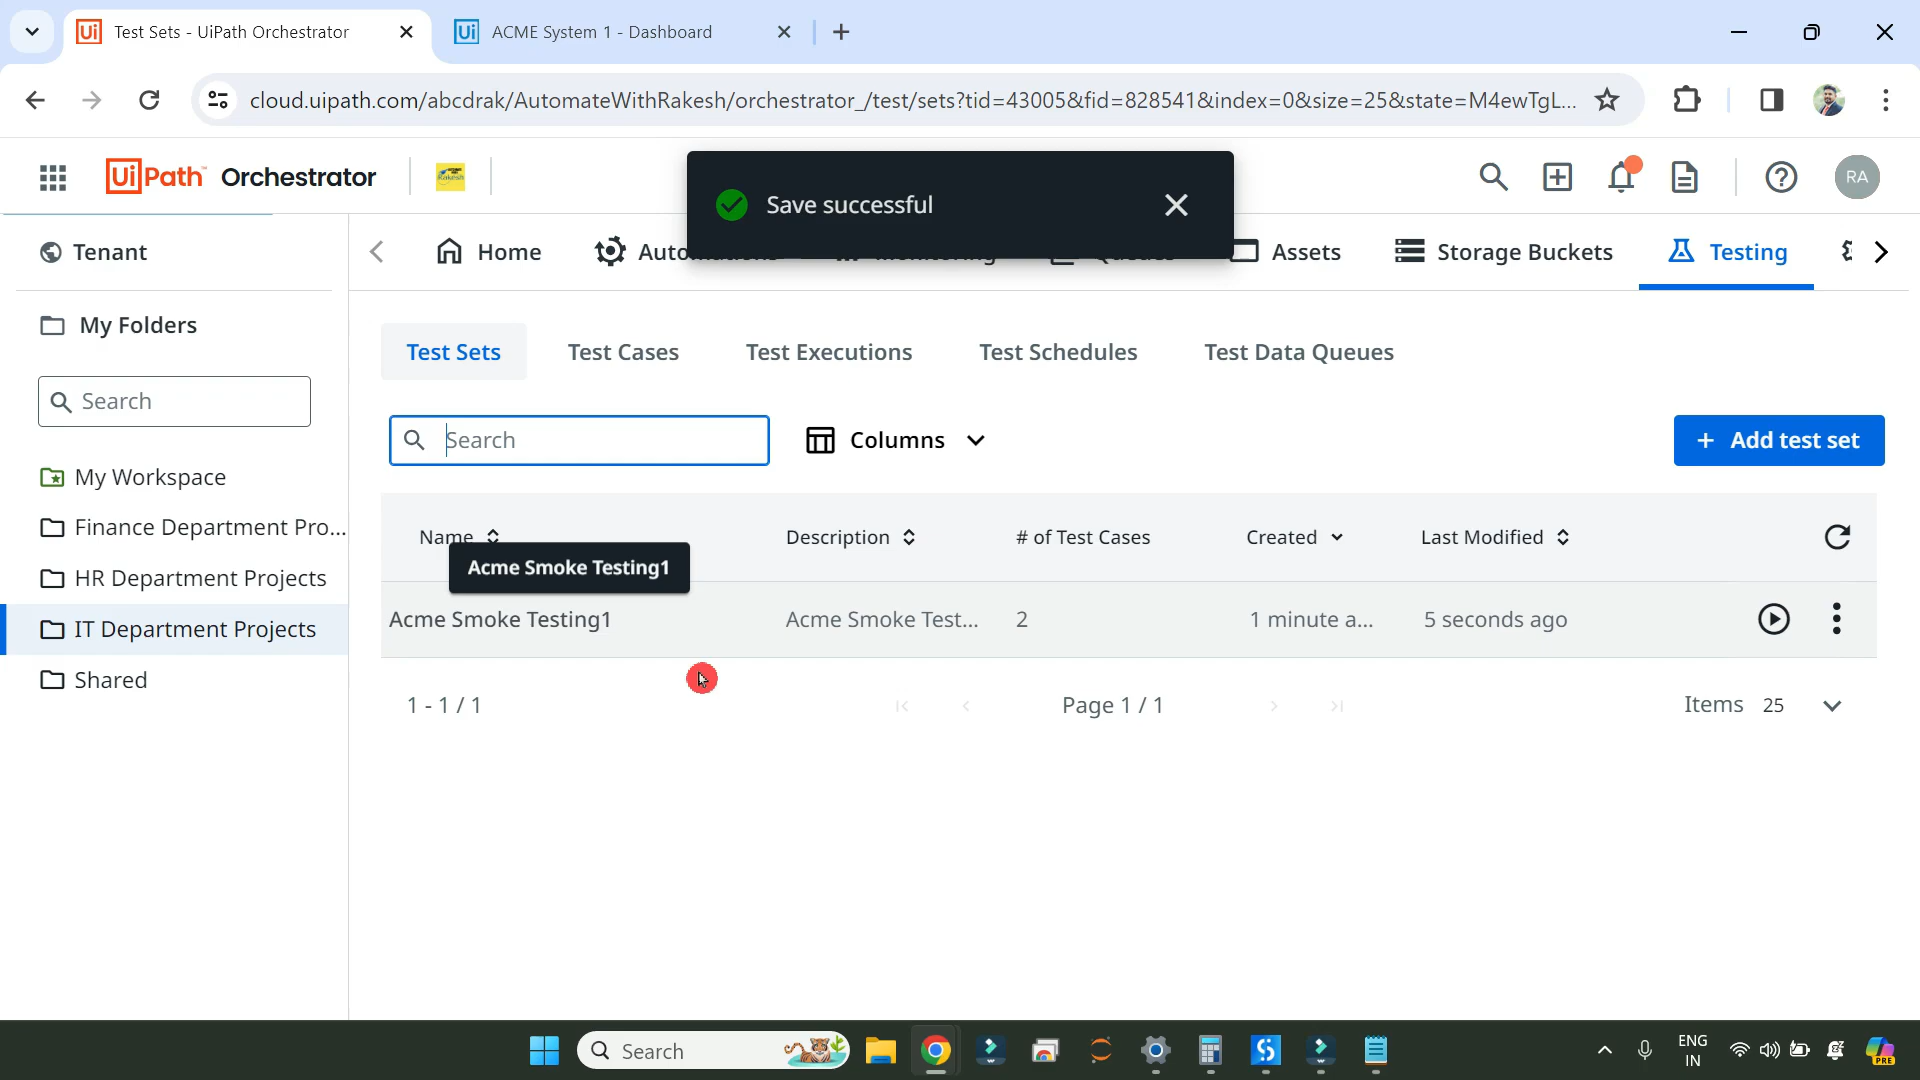 Test Sets - UiPath Orchestrator
ACME System 1 - Dashboard
cloud.uipath.com/abcdrak/AutomateWithRakesh/orchestrator_/test/sets?tid=43005&fid=828541&index=0&size=25&state=M4ewTgL...
UiPath Orchestrator
Save successful
RA
Tenant
Home
Assets
Storage Buckets
Testing
My Folders
Test Sets
Test Cases
Test Executions
Test Schedules
Test Data Queues
Search
Search
Columns
+ Add test set
My Workspace
Finance Department Pro...
HR Department Projects
IT Department Projects
Shared
Name
Description
# of Test Cases
Created
Last Modified
Acme Smoke Testing1
Acme Smoke Testing1
Acme Smoke Test...
2
1 minute a...
5 seconds ago
1 - 1 / 1
Page 1 / 1
Items 25
Search
ENG
IN
PRE